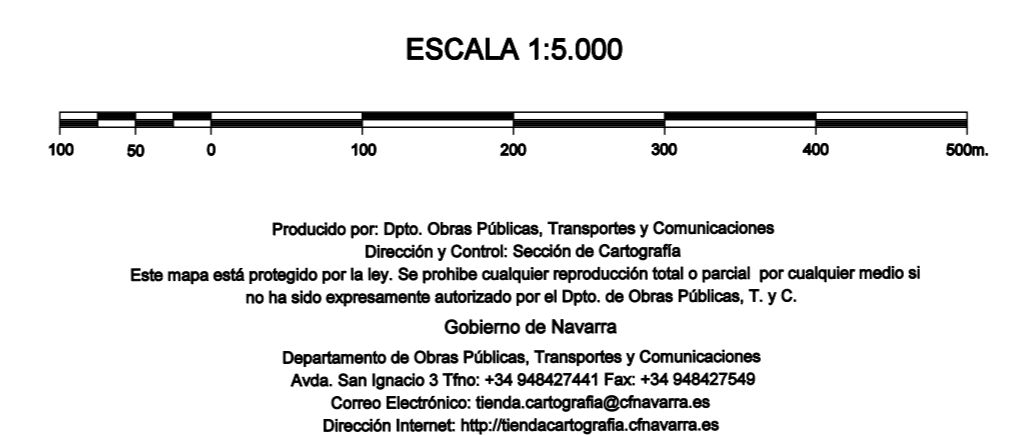 ESCALA 1:5.000
100 50 0 100 200 300 400 500m.
Producido por: Dpto. Obras Públicas, Transportes y Comunicaciones
Dirección y Control: Sección de Cartografía
Este mapa está protegido por la ley. Se prohibe cualquier reproducción total o parcial por cualquier medio si
no ha sido expresamente autorizado por el Dpto. de Obras Públicas, T. y C.
Gobierno de Navarra
Departamento de Obras Públicas, Transportes y Comunicaciones
Avda. San Ignacio 3 Tfno: +34 948427441 Fax: +34 948427549
Correo Electrónico: tienda.cartografia@cfnavarra.es
Dirección Internet: http://tiendacartografia.cfnavarra.es